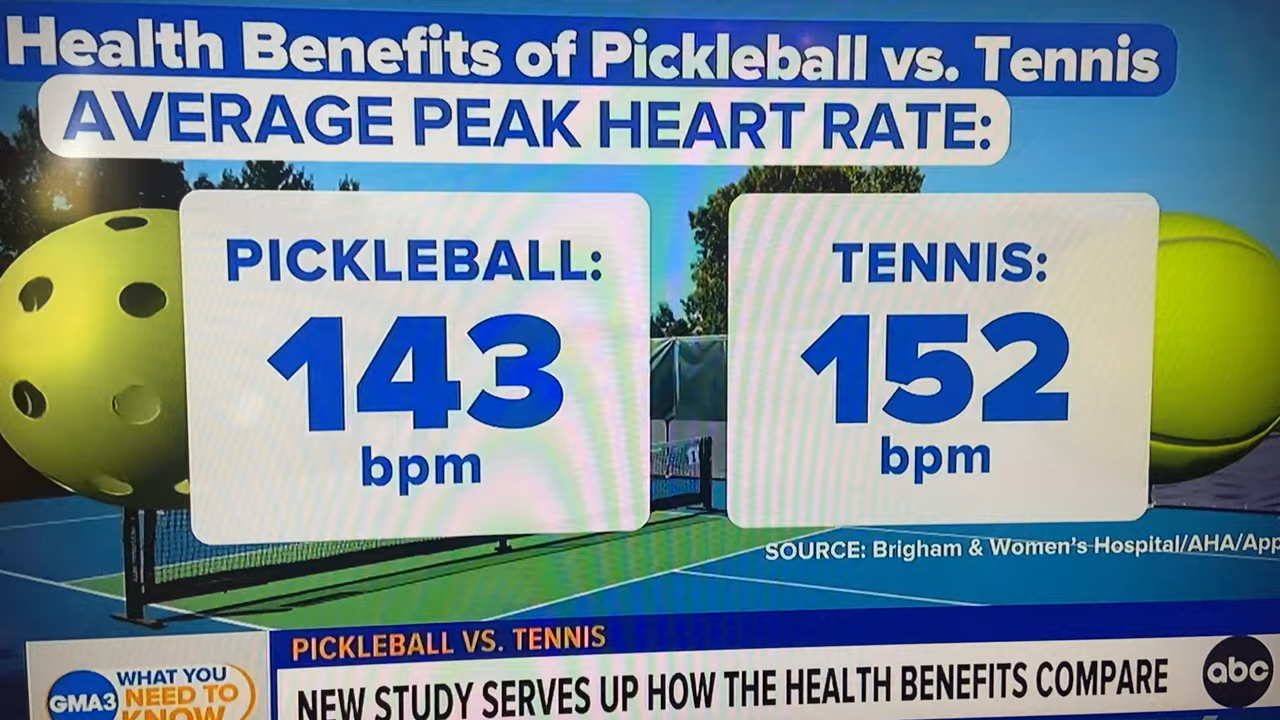 Health Benefits of Pickleball vs. Tennis
AVERAGE PEAK HEART RATE:
PICKLEBALL:
143
bpm
TENNIS:
152
bpm
SOURCE: Brigham & Women's Hospital/AHA/App
PICKLEBALL VS. TENNIS
NEW STUDY SERVES UP HOW THE HEALTH BENEFITS COMPARE
GMA3
WHAT YOU
NEED TO
KNOW
abc